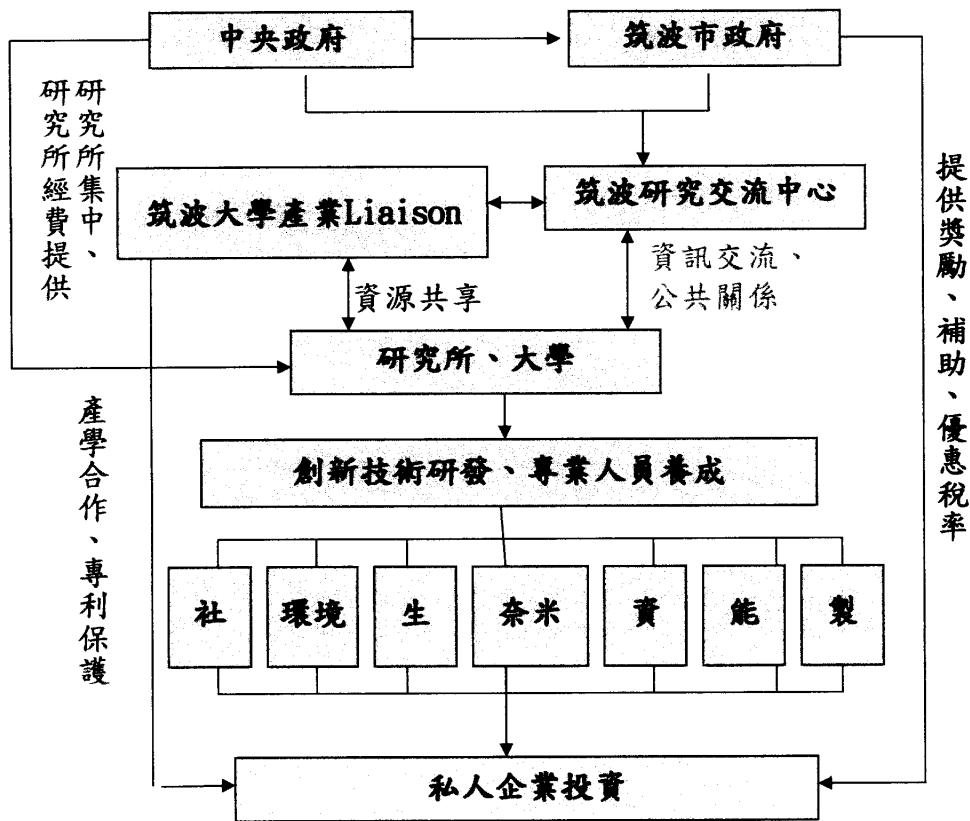 中央政府
筑波市政府
研究所集中、
研究所經費提供
筑波大學產業Liaison
筑波研究交流中心
提供獎勵、補助、優惠稅率
資源共享
資訊交流、
公共關係
研究所、大學
產學合作、專利保護
創新技術研發、專業人員養成
社
環境
生
奈米
資
能
製
私人企業投資